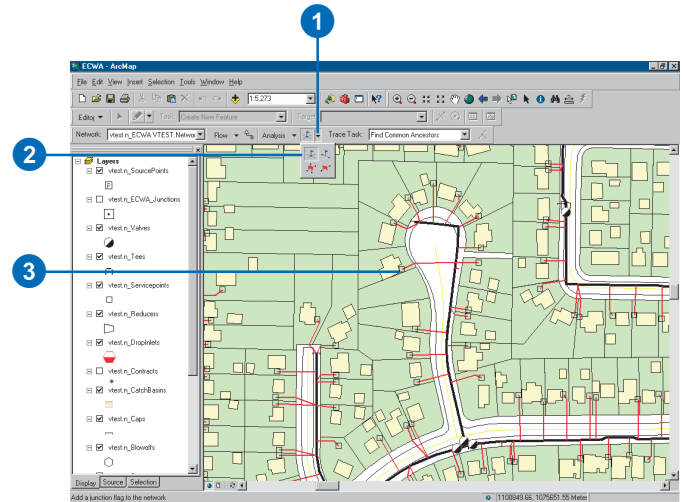 1
ECWA - ArcMap
File Edit View Insert Selection Tools Window Help
1:5,273
Editor Task: Create New Feature Target:
Network: vtest.n_ECWA.VTEST.Networ Flow Analysis Trace Task: Find Common Ancestors
2
Layers
vtest.n_SourcePoints
P
vtest.n_ECWA_Junctions
vtest.n_Valves
3
vtest.n_Tees
vtest.n_Servicepoints
vtest.n_Reducers
vtest.n_DropInlets
vtest.n_Contracts
vtest.n_CatchBasins
vtest.n_Caps
vtest.n_Blowoffs
Display Source Selection
Add a junction flag to the network
1100849.66, 1075651.55 Meter